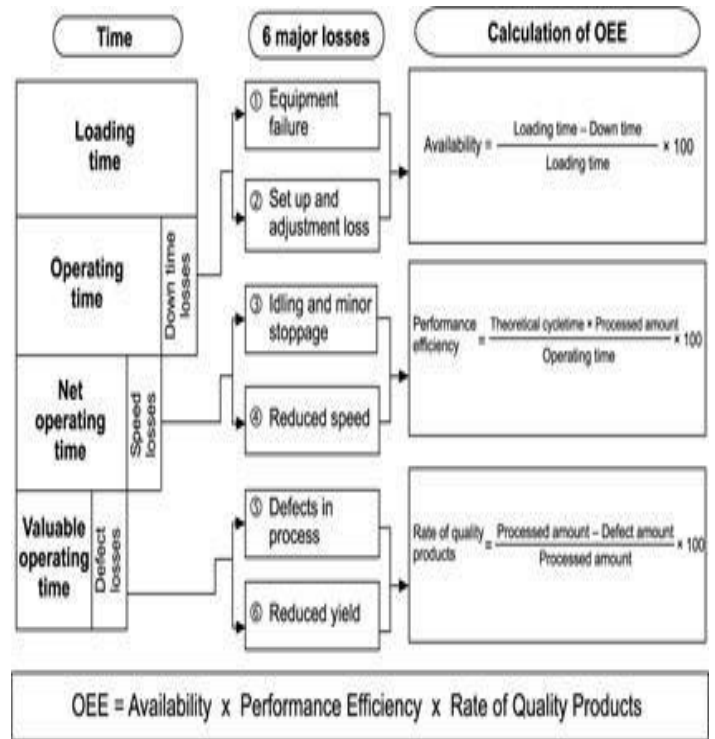 Time
6 major losses
Calculation of OEE
Loading
time
Operating
time
Down time
losses
Net
operating
time
Speed
losses
Valuable
operating
time
Defect
losses
① Equipment
failure
② Set up and
adjustment loss
③ Idling and minor
stoppage
④ Reduced speed
⑤ Defects in
process
⑥ Reduced yield
Availability = (Loading time – Down time) / Loading time × 100
Performance efficiency = (Theoretical cycletime × Processed amount) / Operating time × 100
Rate of quality products = (Processed amount – Defect amount) / Processed amount × 100
OEE = Availability x Performance Efficiency x Rate of Quality Products